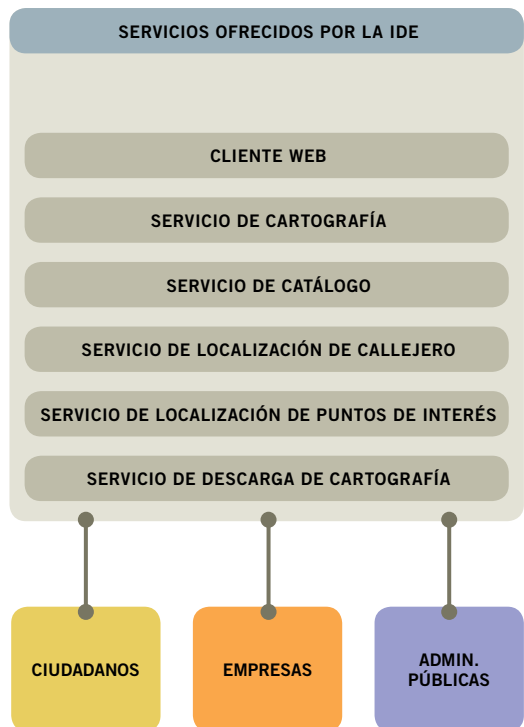 SERVICIOS OFRECIDOS POR LA IDE
CLIENTE WEB
SERVICIO DE CARTOGRAFÍA
SERVICIO DE CATÁLOGO
SERVICIO DE LOCALIZACIÓN DE CALLEJERO
SERVICIO DE LOCALIZACIÓN DE PUNTOS DE INTERÉS
SERVICIO DE DESCARGA DE CARTOGRAFÍA
CIUDADANOS
EMPRESAS
ADMIN.
PÚBLICAS